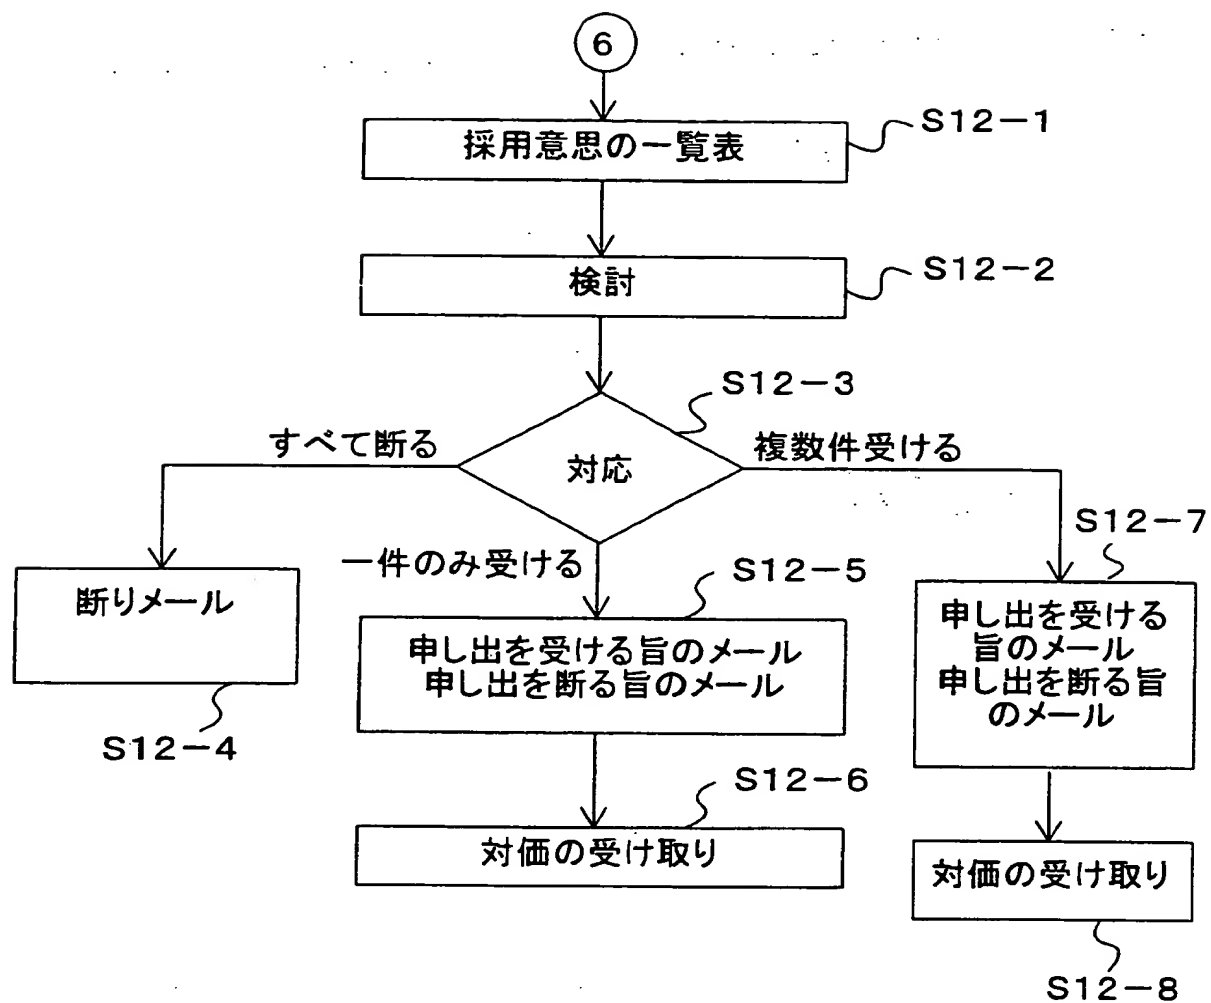 6
採用意思の一覧表
S12-1
検討
S12-2
S12-3
対応
すべて断る
複数件受ける
一件のみ受ける
断りメール
S12-4
S12-5
申し出を受ける旨のメール
申し出を断る旨のメール
S12-6
対価の受け取り
S12-7
申し出を受ける
旨のメール
申し出を断る旨
のメール
対価の受け取り
S12-8